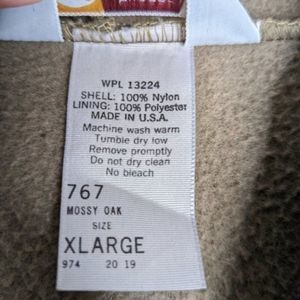 WPL 13224
SHELL: 100% Nylon
LINING: 100% Polyester
MADE IN U.S.A.
Machine wash warm
Tumble dry low
Remove promptly
Do not dry clean
No bleach
767
MOSSY OAK
SIZE
XLARGE
974 20 19